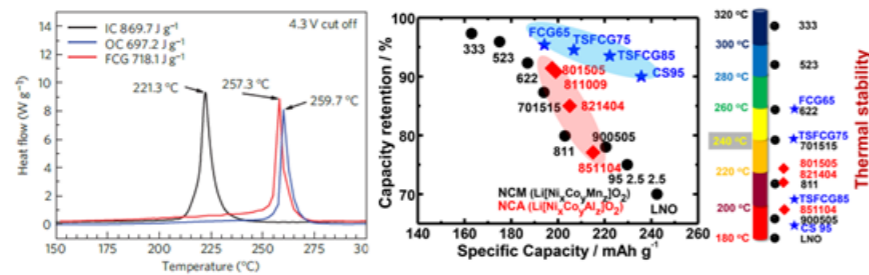 IC 869.7 J g⁻¹
OC 697.2 J g⁻¹
FCG 718.1 J g⁻¹
4.3 V cut off
221.3 °C
257.3 °C
259.7 °C
Heat flow (W g⁻¹)
10
8
6
4
2
0
150
175
200
225
250
275
300
Temperature (°C)
Capacity retention / %
100
90
80
70
333
523
622
701515
811
900505
95 2.5 2.5
LNO
FCG65
TSFCG75
TSFCG85
CS95
801505
811009
821404
851104
NCM (Li[NixCoyMnz]O2)
NCA (Li[NixCoyAlz]O2)
140
160
180
200
220
240
260
Specific Capacity / mAh g⁻¹
320 °C
300 °C
280 °C
260 °C
240 °C
220 °C
200 °C
180 °C
333
523
FCG65
622
TSFCG75
701515
801505
821404
811
TSFCG85
851104
900505
CS 95
LNO
Thermal stability